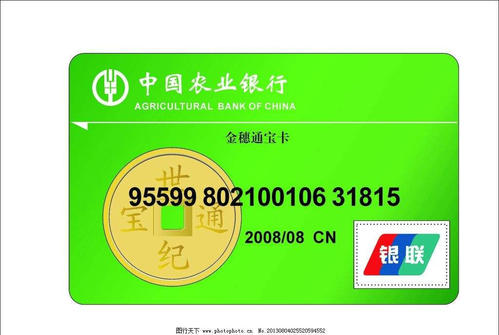 中国农业银行
AGRICULTURAL BANK OF CHINA
金穗通宝卡
世
宝 通
纪
95599 802100106 31815
2008/08 CN
银联
图行天下 www.photophoto.cn No.20130804025520594552